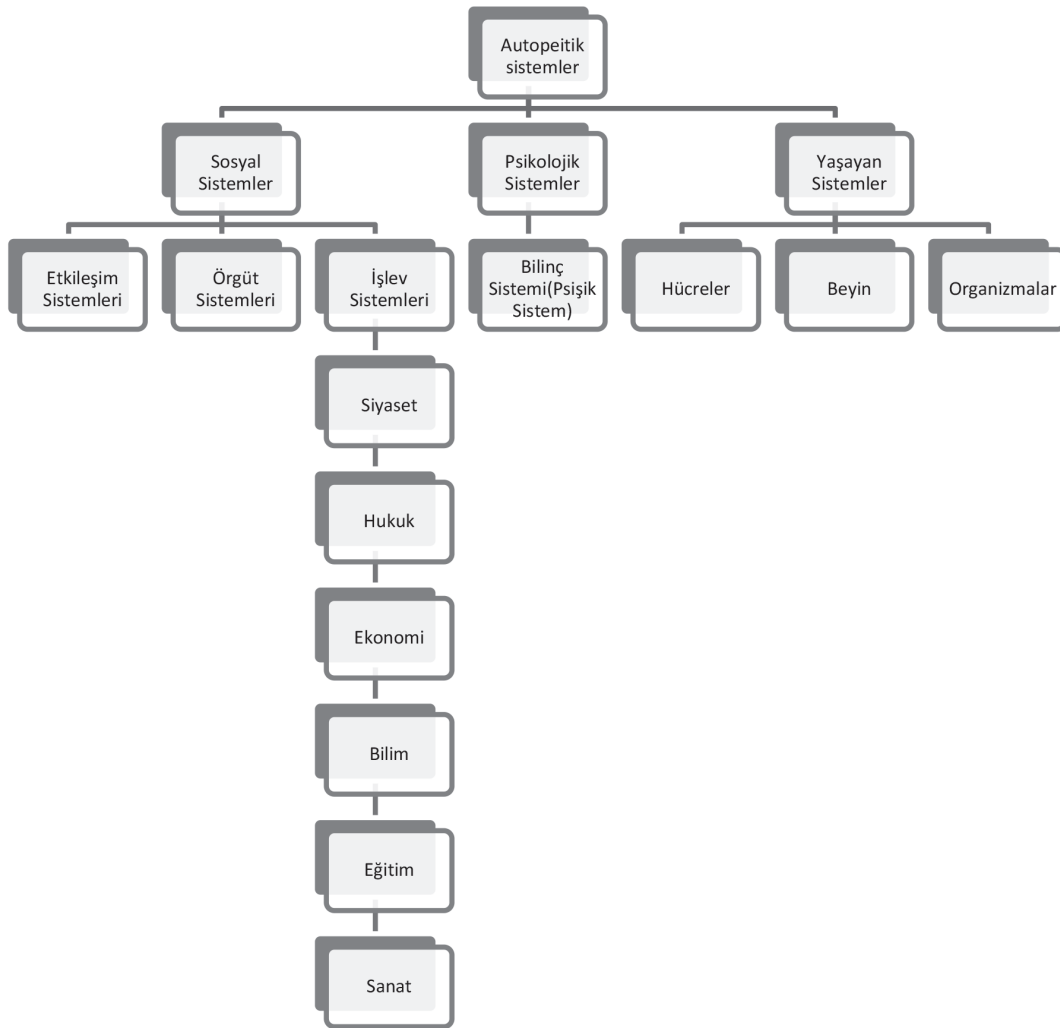 Autopeitik
sistemler
Sosyal
Sistemler
Psikolojik
Sistemler
Yaşayan
Sistemler
Etkileşim
Sistemleri
Örgüt
Sistemleri
İşlev
Sistemleri
Bilinç
Sistemi(Psişik
Sistem)
Hücreler
Beyin
Organizmalar
Siyaset
Hukuk
Ekonomi
Bilim
Eğitim
Sanat